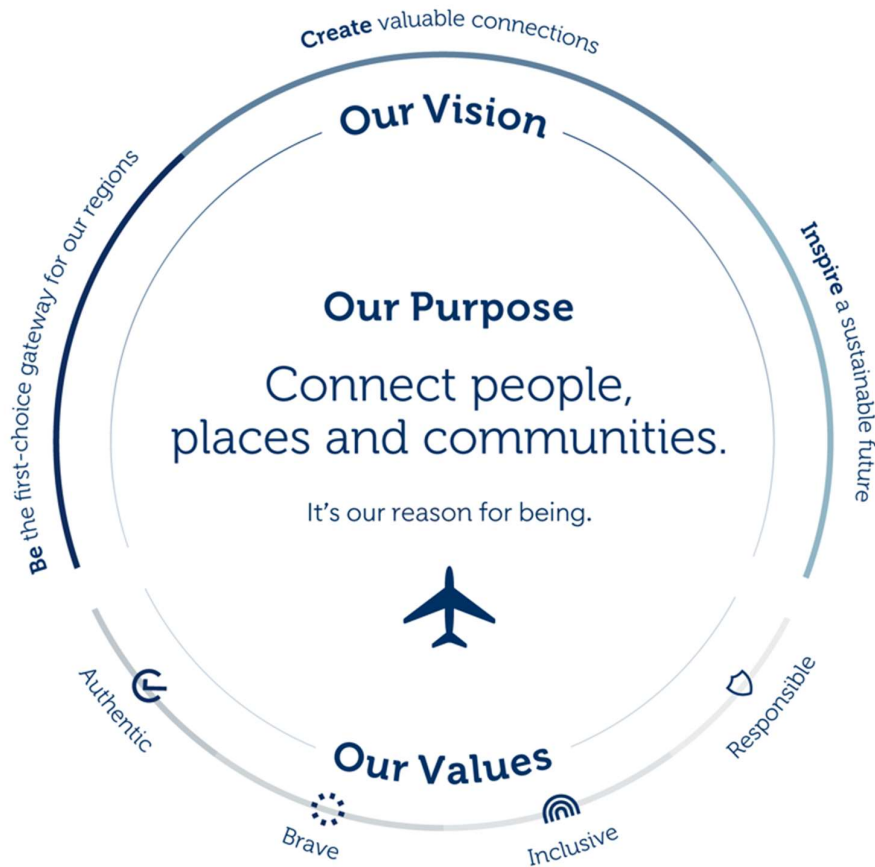 Create valuable connections
Our Vision
Be the first-choice gateway for our regions
Inspire a sustainable future
Our Purpose
Connect people,
places and communities.
It’s our reason for being.
Authentic
Brave
Inclusive
Responsible
Our Values